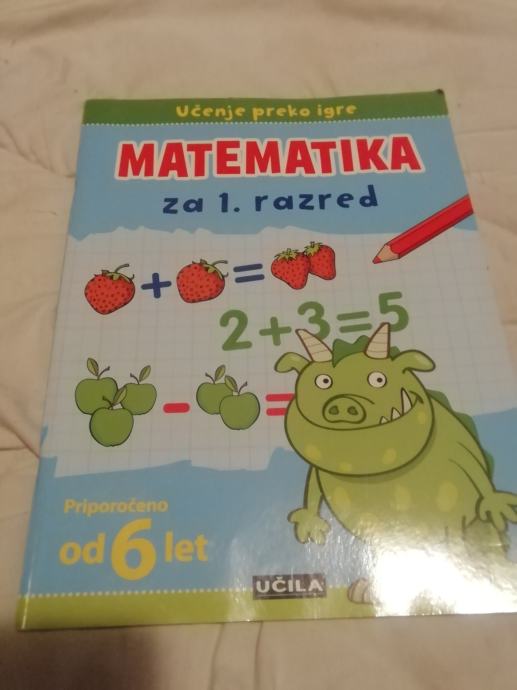 Učenje preko igre
MATEMATIKA
za 1. razred
+ =
2+3=5
- =
Priporočeno
od 6 let
UČILA